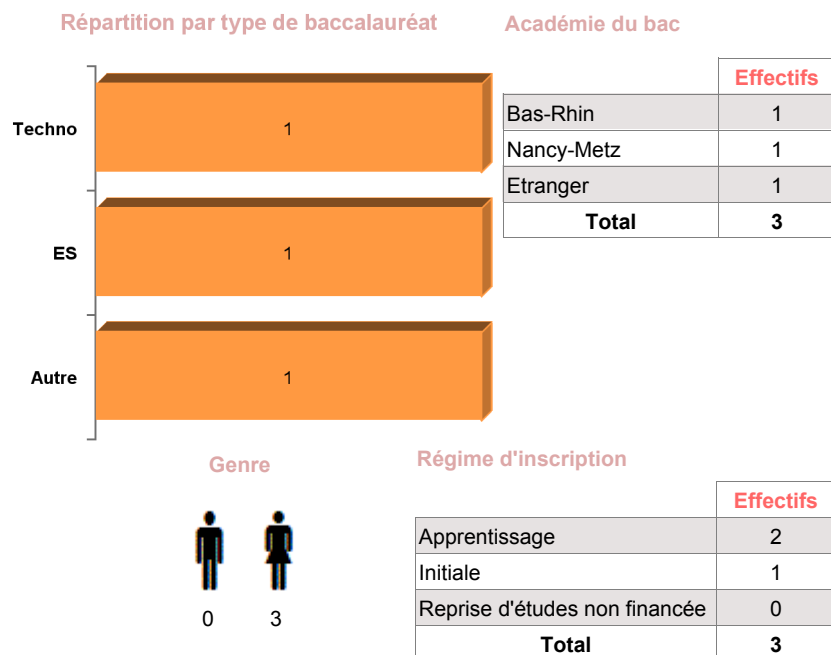 Répartition par type de baccalauréat
Techno 1
ES 1
Autre 1
Académie du bac
Effectifs
Bas-Rhin 1
Nancy-Metz 1
Etranger 1
Total 3
Genre
0 3
Régime d'inscription
Effectifs
Apprentissage 2
Initiale 1
Reprise d'études non financée 0
Total 3